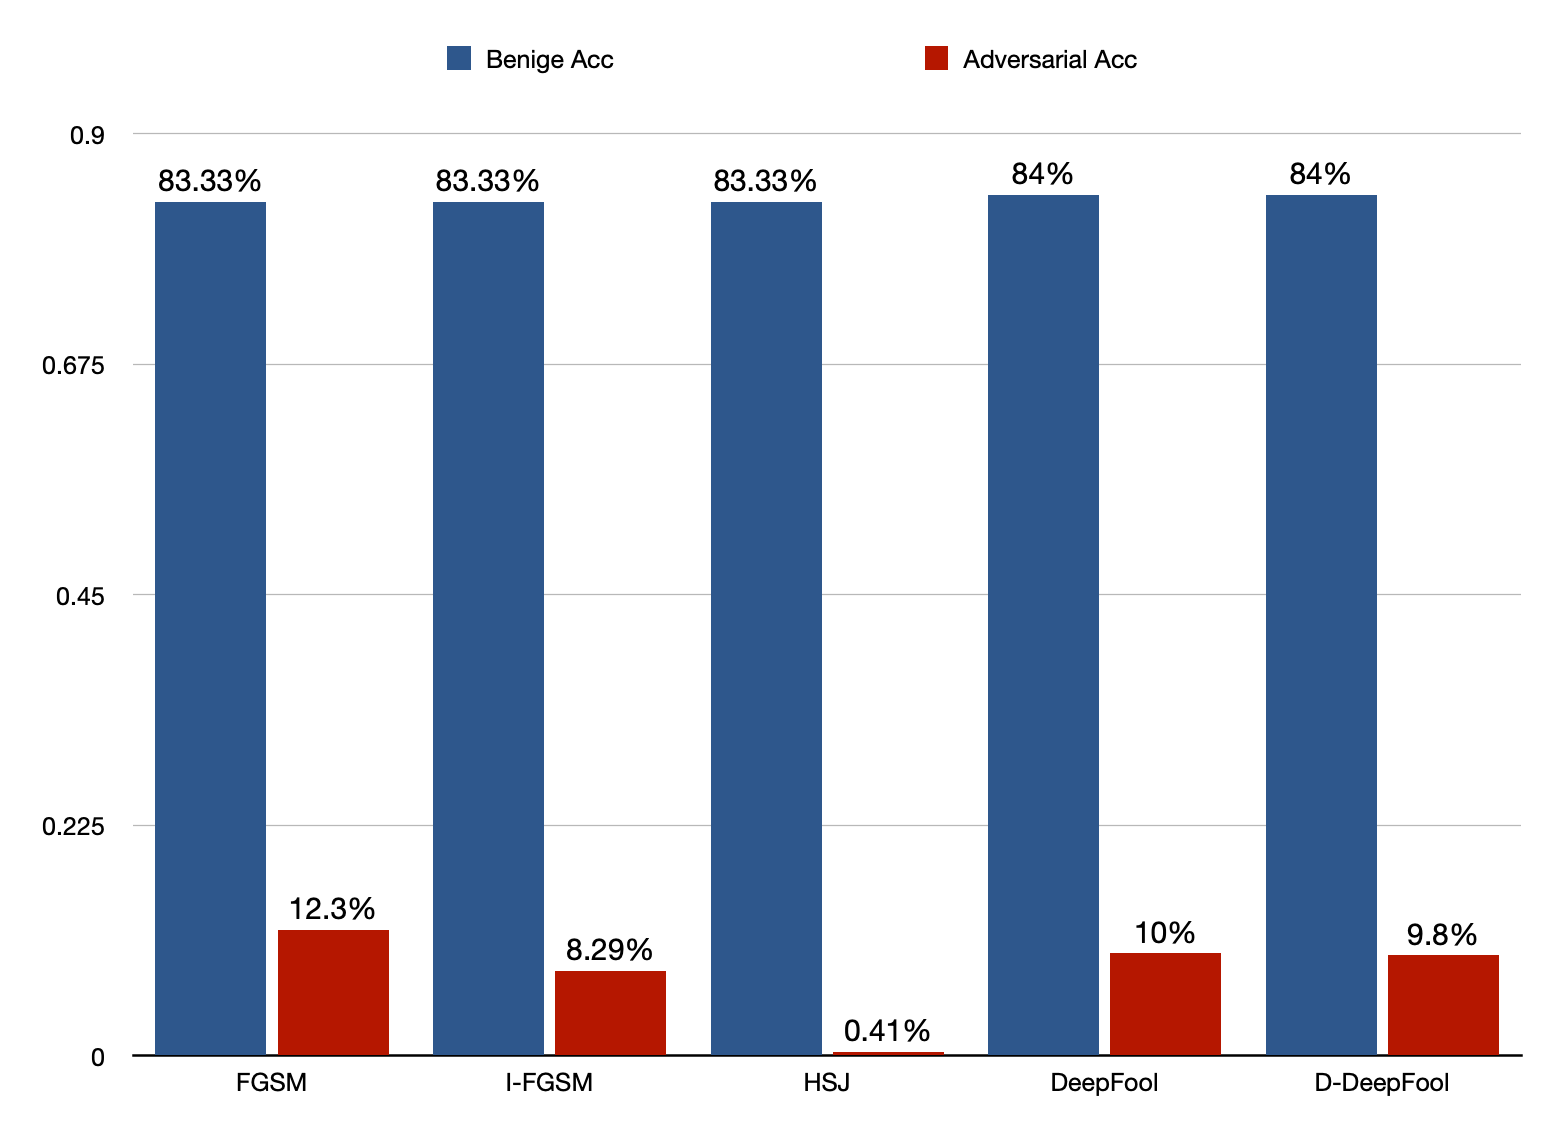 Benige Acc
Adversarial Acc
0.9
0.675
0.45
0.225
0
83.33%
83.33%
83.33%
84%
84%
12.3%
8.29%
0.41%
10%
9.8%
FGSM
I-FGSM
HSJ
DeepFool
D-DeepFool